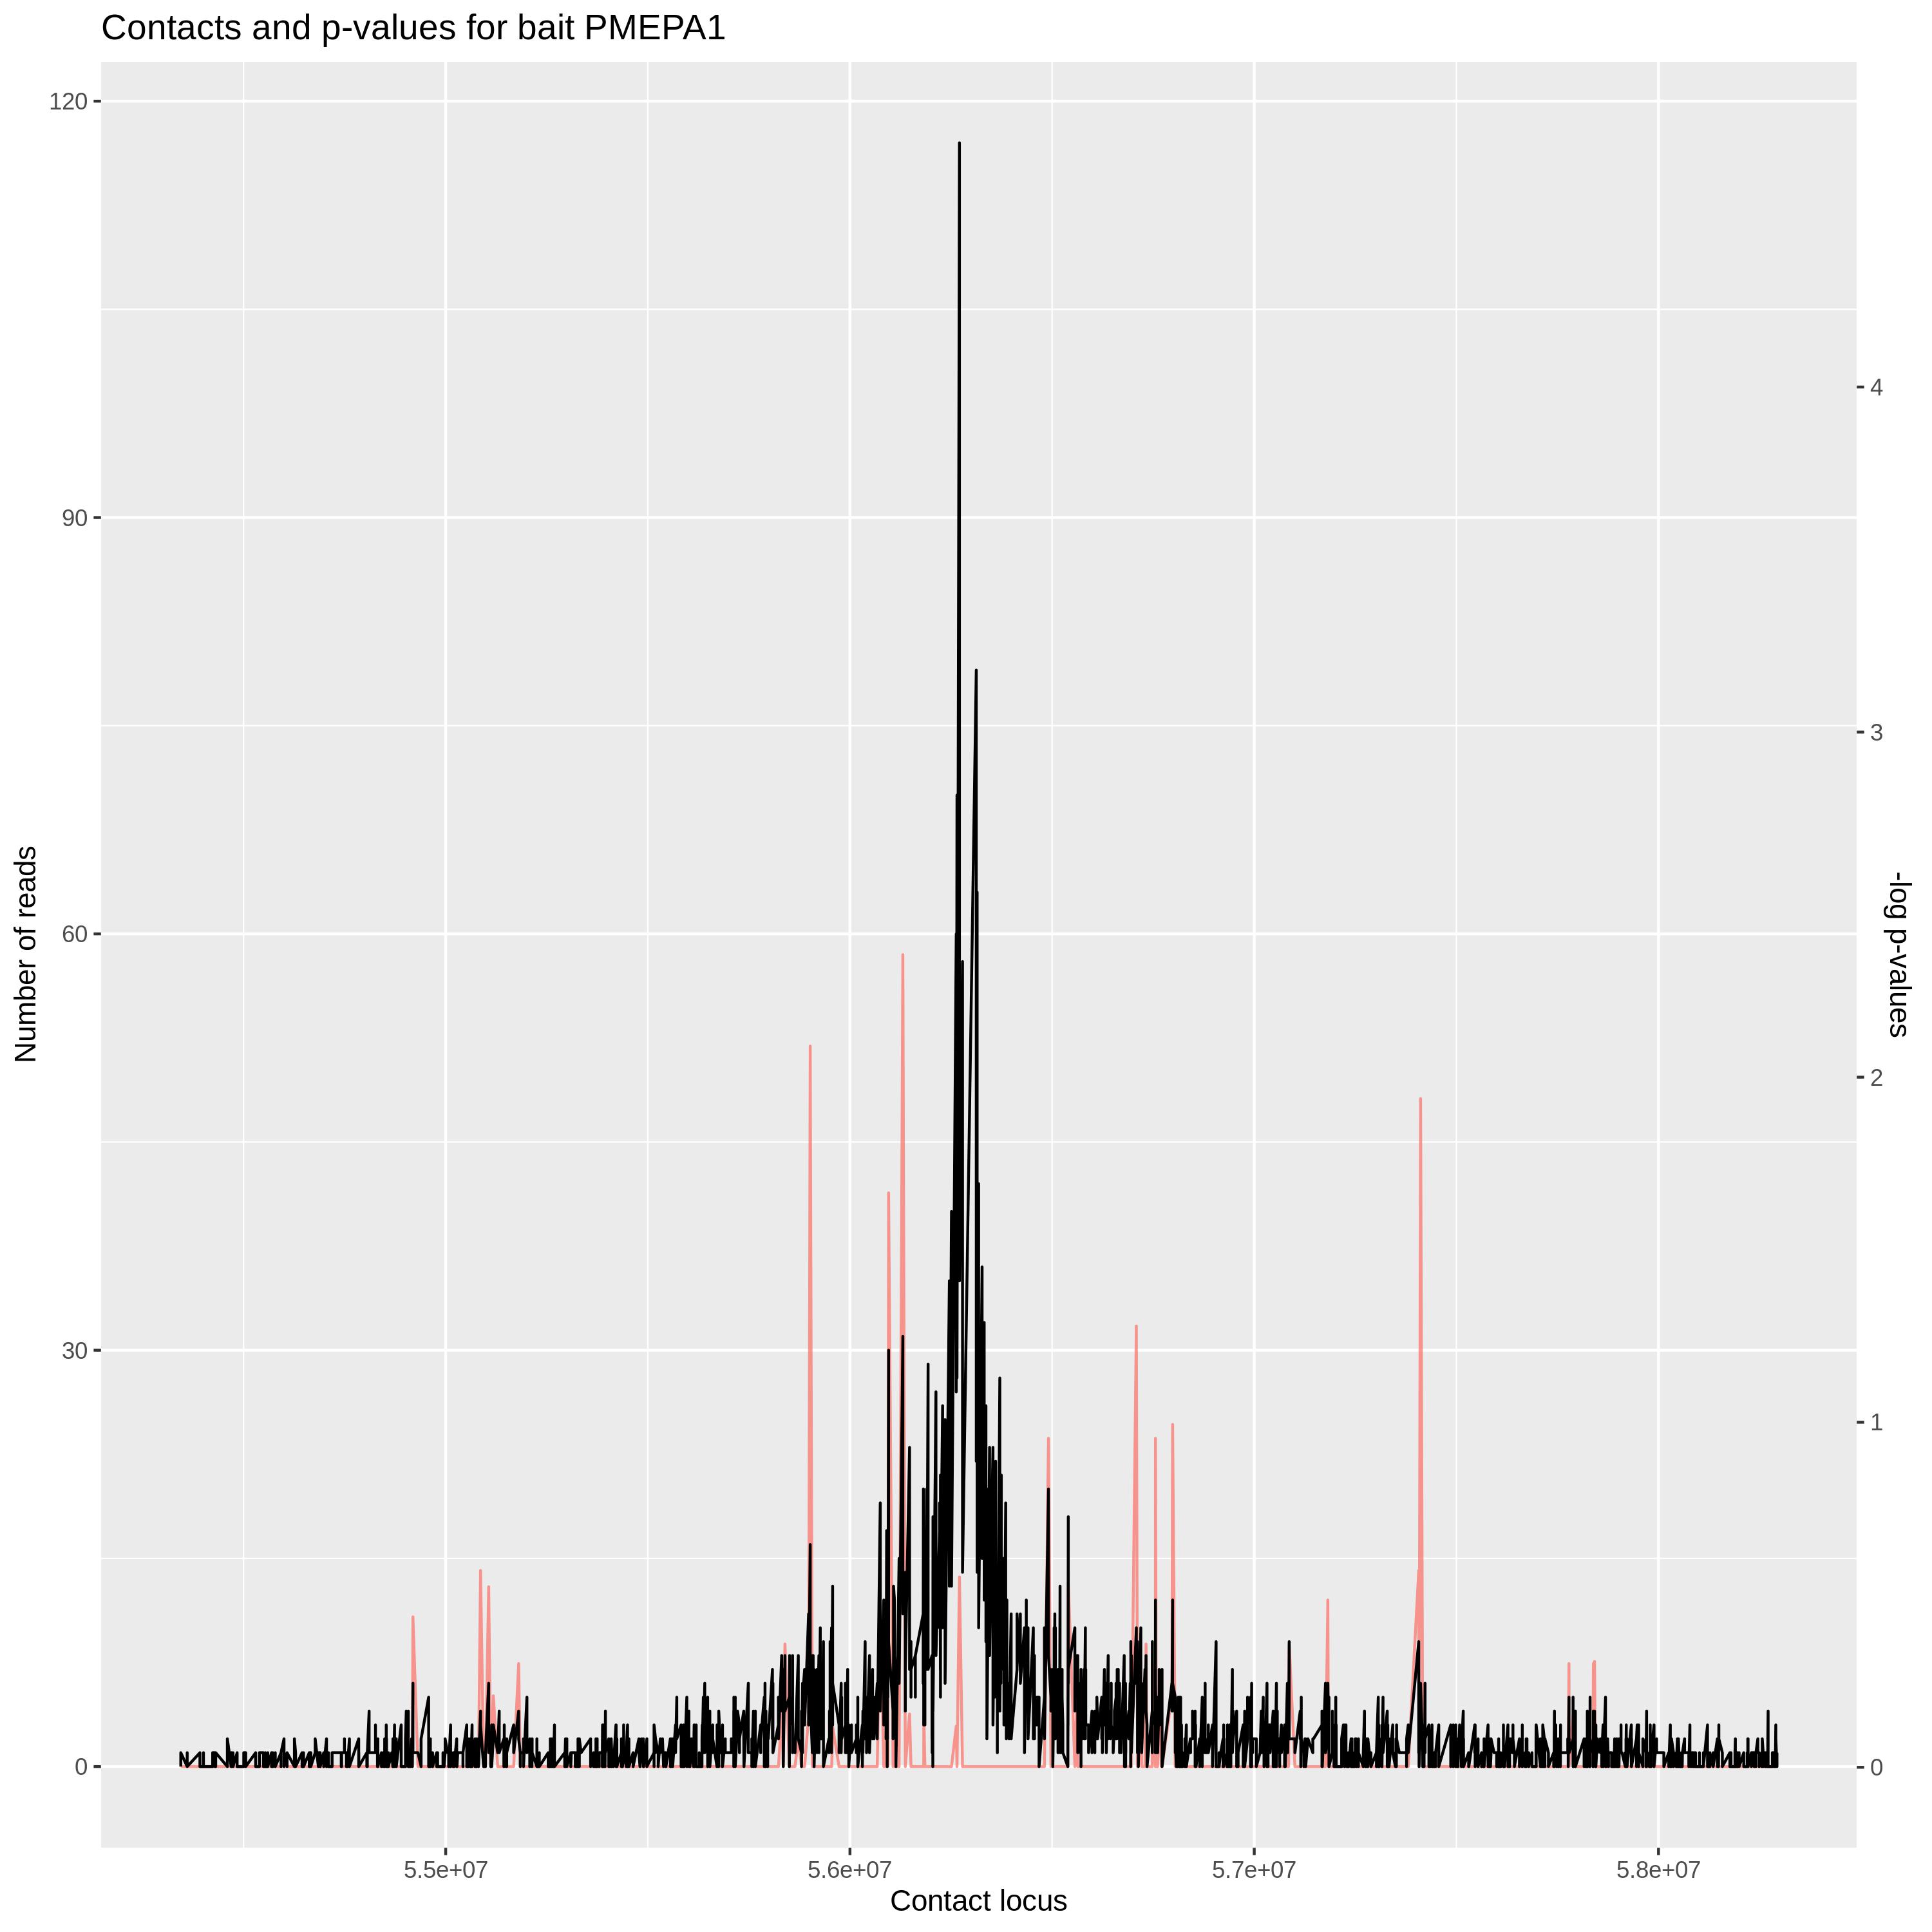 Contacts and p-values for bait PMEPA1
120
90
60
30
0
Number of reads
4
3
2
1
0
-log p-values
5.5e+07
5.6e+07
5.7e+07
5.8e+07
Contact locus